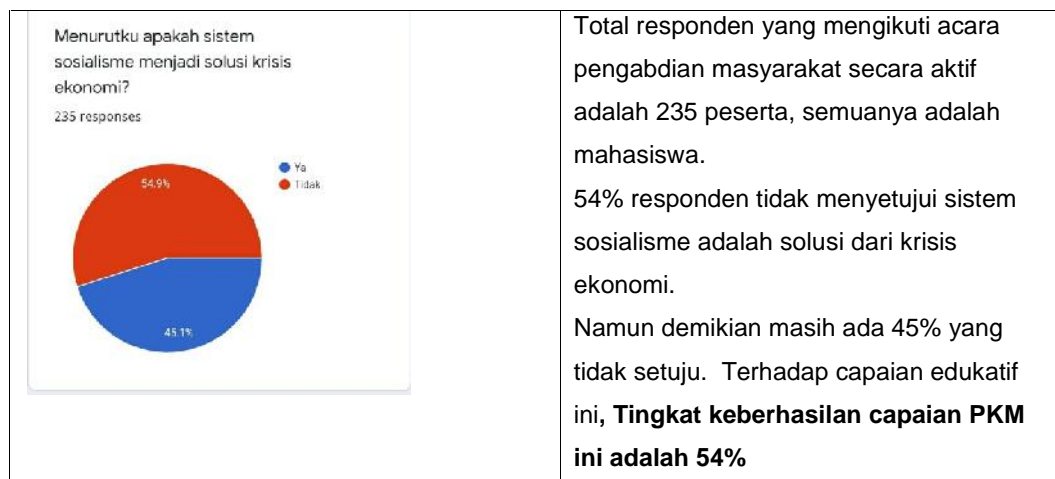 Menurutku apakah sistem
sosialisme menjadi solusi krisis
ekonomi?
235 responses
54.9%
45.1%
Ya
Tidak
Total responden yang mengikuti acara
pengabdian masyarakat secara aktif
adalah 235 peserta, semuanya adalah
mahasiswa.
54% responden tidak menyetujui sistem
sosialisme adalah solusi dari krisis
ekonomi.
Namun demikian masih ada 45% yang
tidak setuju. Terhadap capaian edukatif
ini, Tingkat keberhasilan capaian PKM
ini adalah 54%